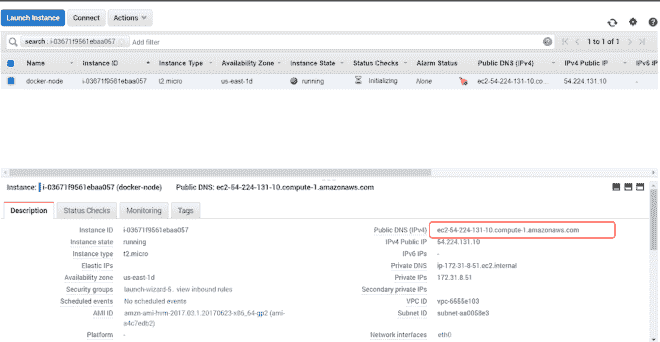 Launch Instance Connect Actions
search : i-03671f9561ebaa057 Add filter 1 to 1 of 1
Name Instance ID Instance Type Availability Zone Instance State Status Checks Alarm Status Public DNS (IPv4) IPv4 Public IP IPv6 IP
docker-node i-03671f9561ebaa057 t2.micro us-east-1d running Initializing None ec2-54-224-131-10.co... 54.224.131.10 -
Instance: i-03671f9561ebaa057 (docker-node) Public DNS: ec2-54-224-131-10.compute-1.amazonaws.com
Description Status Checks Monitoring Tags
Instance ID i-03671f9561ebaa057 Public DNS (IPv4) ec2-54-224-131-10.compute-1.amazonaws.com
Instance state running IPv4 Public IP 54.224.131.10
Instance type t2.micro IPv6 IPs -
Elastic IPs Private DNS ip-172-31-8-51.ec2.internal
Availability zone us-east-1d Private IPs 172.31.8.51
Security groups launch-wizard-5. view inbound rules Secondary private IPs
Scheduled events No scheduled events VPC ID vpc-6555e103
AMI ID amzn-ami-hvm-2017.03.1.20170623-x86_64-gp2 (ami- Subnet ID subnet-aa0058e3
a4c7edb2)
Platform - Network interfaces eth0